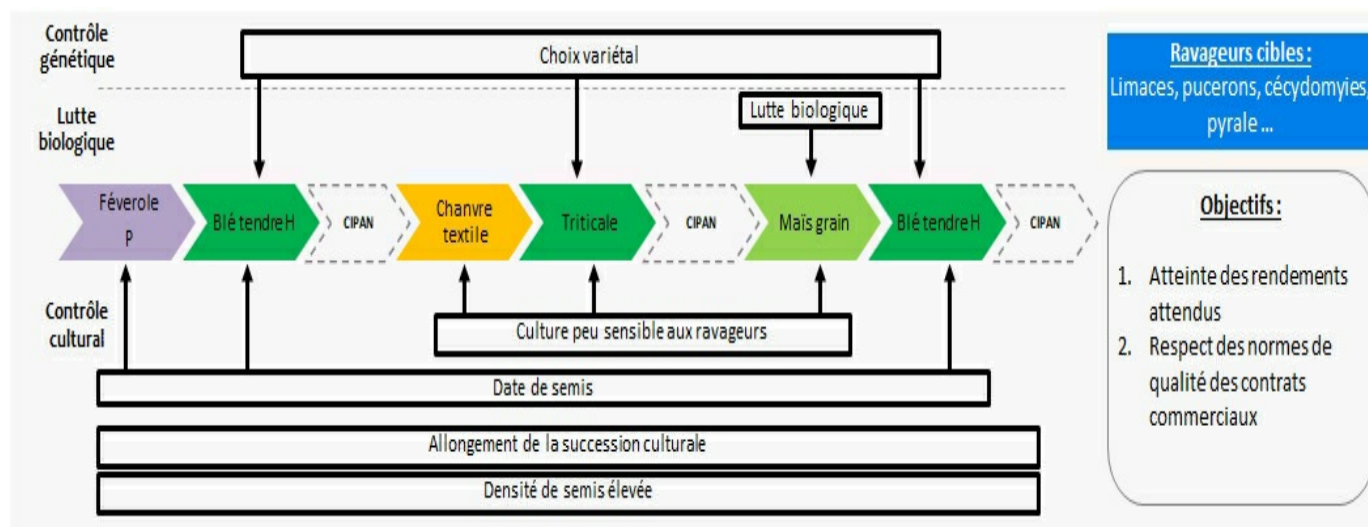 Contrôle
génétique
Choix variétal
Ravageurs cibles :
Limaces, pucerons, cécydomyies,
pyrale ...
Lutte
biologique
Lutte biologique
Féverole
P
Blé tendre H
CIPAN
Chanvre
textile
Triticale
CIPAN
Maïs grain
Blé tendre H
CIPAN
Contrôle
cultural
Culture peu sensible aux ravageurs
Date de semis
Allongement de la succession culturale
Densité de semis élevée
Objectifs :
1. Atteinte des rendements
attendus
2. Respect des normes de
qualité des contrats
commerciaux